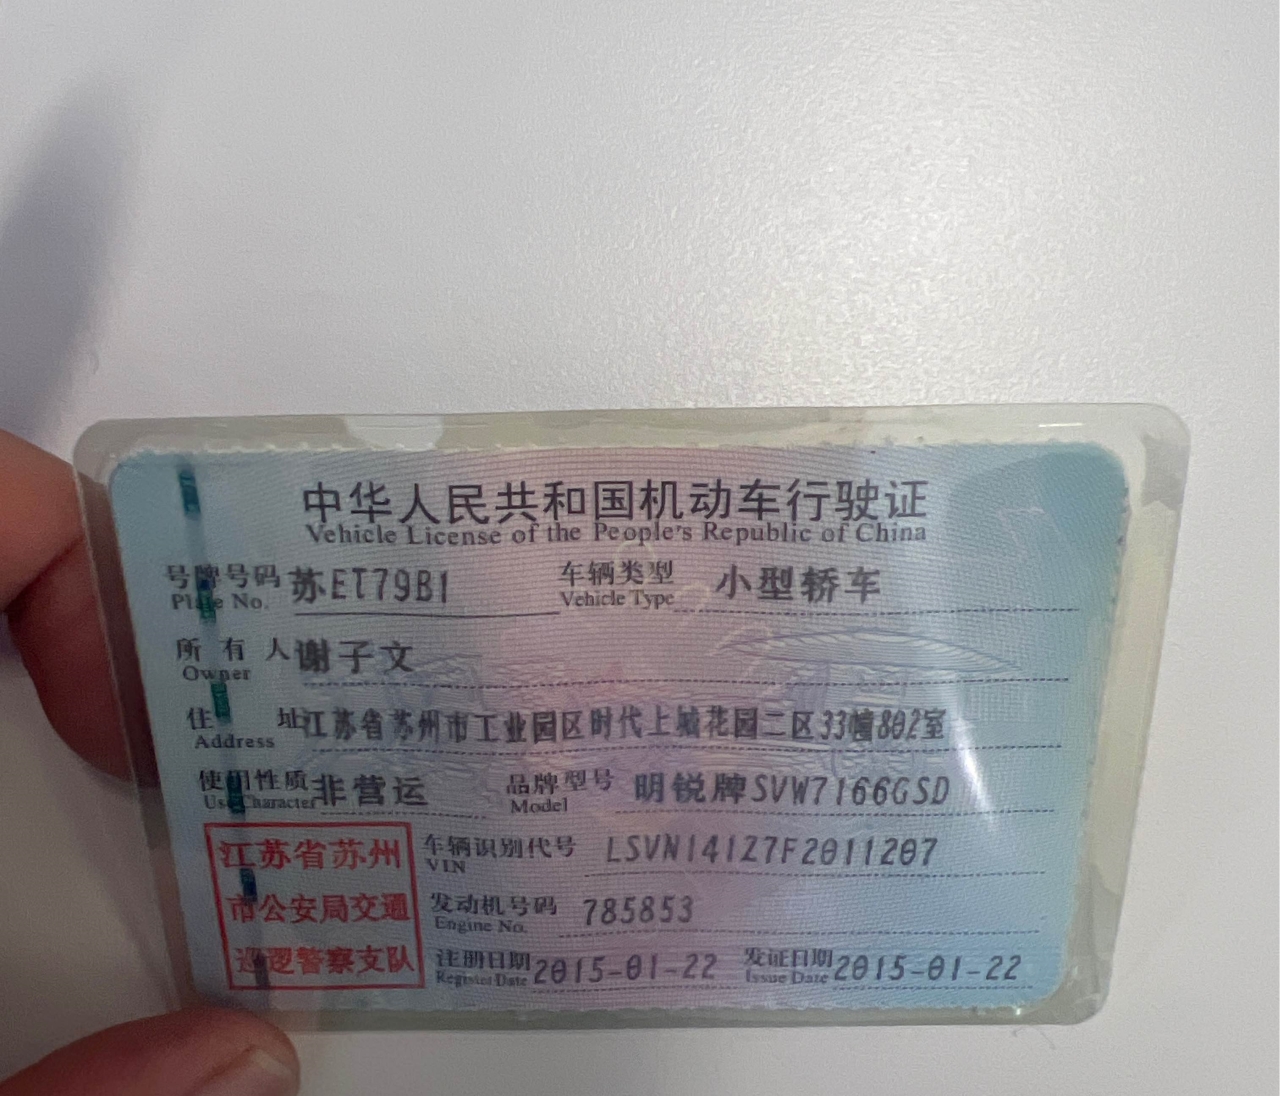 中华人民共和国机动车行驶证
Vehicle License of the People's Republic of China
号牌号码 苏ET79B1 车辆类型 小型轿车
Plate No. Vehicle Type
所有人 谢子文
Owner
住址 江苏省苏州市工业园区时代上城花园二区33幢802室
Address
使用性质 非营运 品牌型号 明锐牌SVW7166GSD
Use Character Model
江苏省苏州
市公安局交通
巡逻警察支队
车辆识别代号 LSVN141Z7F2011207
VIN
发动机号码 785853
Engine No.
注册日期 2015-01-22 发证日期 2015-01-22
Register Date Issue Date